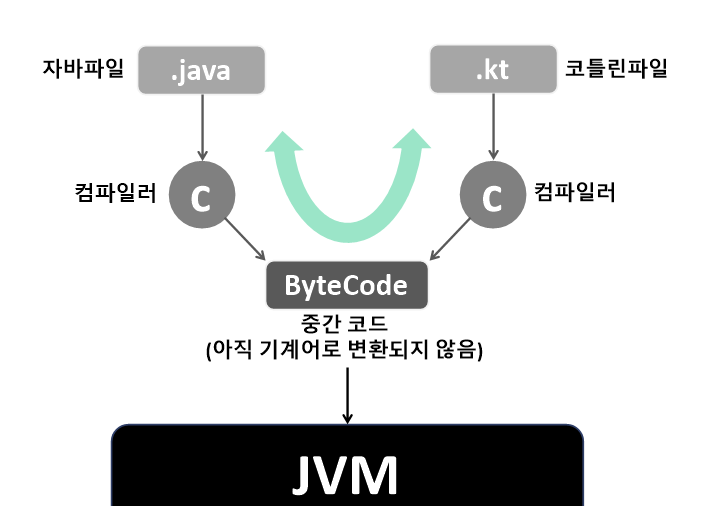 자바파일
.java
.kt
코틀린파일
컴파일러
C
C
컴파일러
ByteCode
중간 코드
(아직 기계어로 변환되지 않음)
JVM